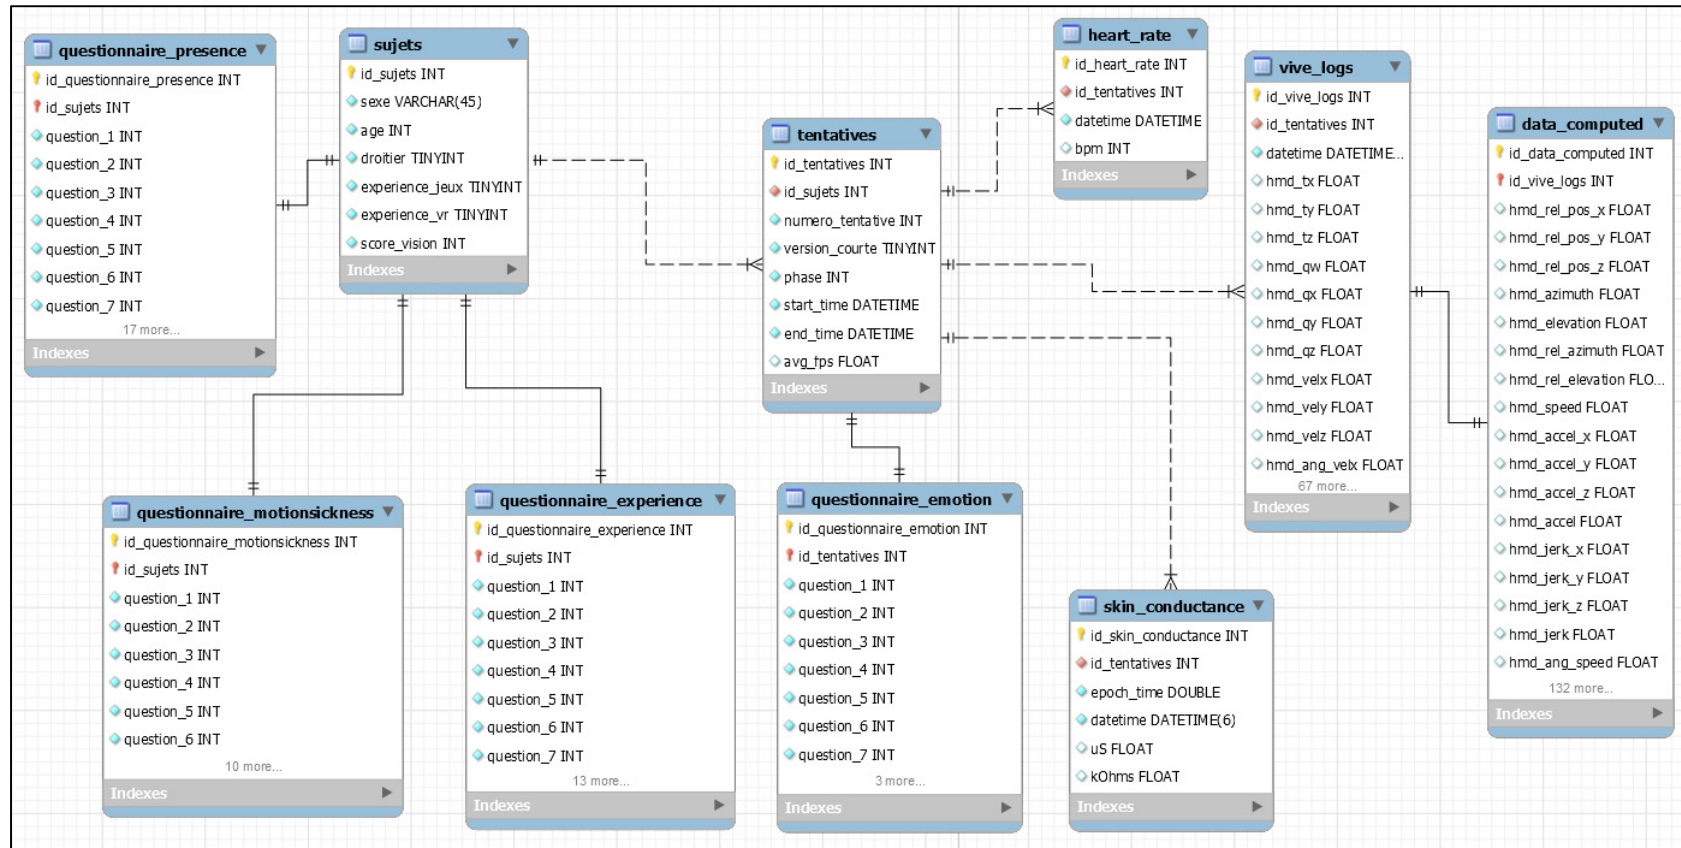 questionnaire_presence
id_questionnaire_presence INT
id_sujets INT
question_1 INT
question_2 INT
question_3 INT
question_4 INT
question_5 INT
question_6 INT
question_7 INT
17 more...
Indexes
sujets
id_sujets INT
sexe VARCHAR(45)
age INT
droitier TINYINT
experience_jeux TINYINT
experience_vr TINYINT
score_vision INT
Indexes
tentatives
id_tentatives INT
id_sujets INT
numero_tentative INT
version_courte TINYINT
phase INT
start_time DATETIME
end_time DATETIME
avg_fps FLOAT
Indexes
heart_rate
id_heart_rate INT
id_tentatives INT
datetime DATETIME
bpm INT
Indexes
vive_logs
id_vive_logs INT
id_tentatives INT
datetime DATETIME...
hmd_tx FLOAT
hmd_ty FLOAT
hmd_tz FLOAT
hmd_qw FLOAT
hmd_qx FLOAT
hmd_qy FLOAT
hmd_qz FLOAT
hmd_velx FLOAT
hmd_vely FLOAT
hmd_velz FLOAT
hmd_ang_velx FLOAT
67 more...
Indexes
data_computed
id_data_computed INT
id_vive_logs INT
hmd_rel_pos_x FLOAT
hmd_rel_pos_y FLOAT
hmd_rel_pos_z FLOAT
hmd_azimuth FLOAT
hmd_elevation FLOAT
hmd_rel_azimuth FLOAT
hmd_rel_elevation FLO...
hmd_speed FLOAT
hmd_accel_x FLOAT
hmd_accel_y FLOAT
hmd_accel_z FLOAT
hmd_accel FLOAT
hmd_jerk_x FLOAT
hmd_jerk_y FLOAT
hmd_jerk_z FLOAT
hmd_jerk FLOAT
hmd_ang_speed FLOAT
132 more...
Indexes
questionnaire_motionsickness
id_questionnaire_motionsickness INT
id_sujets INT
question_1 INT
question_2 INT
question_3 INT
question_4 INT
question_5 INT
question_6 INT
10 more...
Indexes
questionnaire_experience
id_questionnaire_experience INT
id_sujets INT
question_1 INT
question_2 INT
question_3 INT
question_4 INT
question_5 INT
question_6 INT
question_7 INT
13 more...
Indexes
questionnaire_emotion
id_questionnaire_emotion INT
id_tentatives INT
question_1 INT
question_2 INT
question_3 INT
question_4 INT
question_5 INT
question_6 INT
question_7 INT
3 more...
Indexes
skin_conductance
id_skin_conductance INT
id_tentatives INT
epoch_time DOUBLE
datetime DATETIME(6)
uS FLOAT
kOhms FLOAT
Indexes